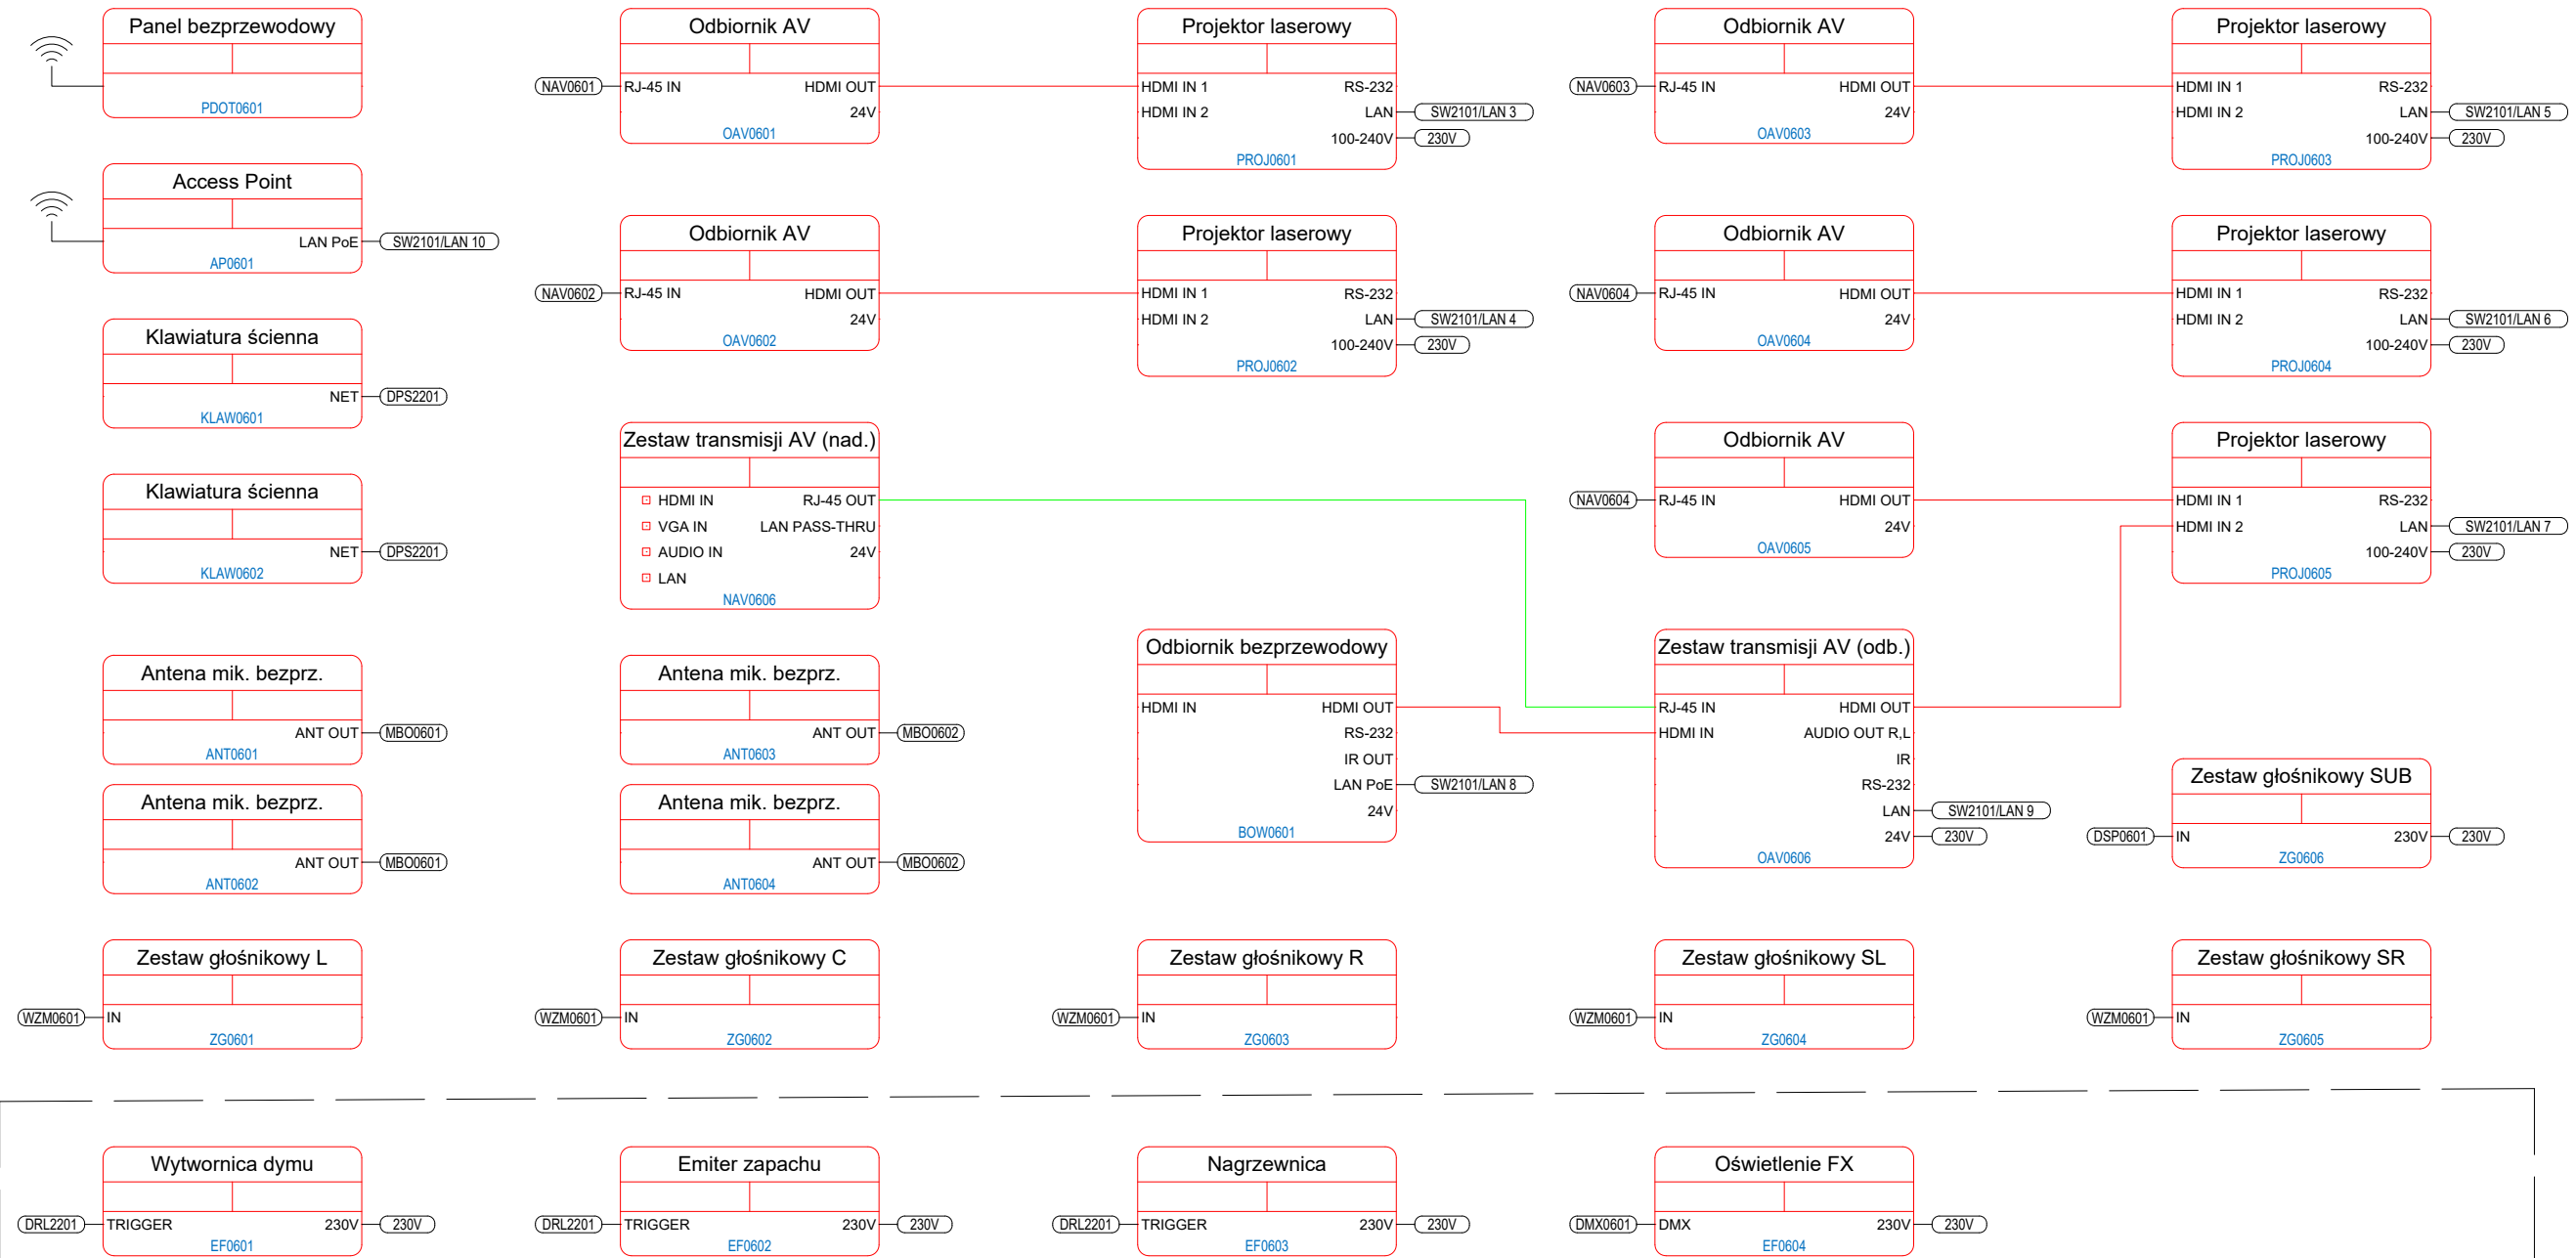 Panel bezprzewodowy
PDOT0601
Odbiornik AV
NAV0601 RJ-45 IN HDMI OUT
24V
OAV0601
Projektor laserowy
HDMI IN 1 RS-232
HDMI IN 2 LAN SW2101/LAN 3
100-240V 230V
PROJ0601
Odbiornik AV
NAV0603 RJ-45 IN HDMI OUT
24V
OAV0603
Projektor laserowy
HDMI IN 1 RS-232
HDMI IN 2 LAN SW2101/LAN 5
100-240V 230V
PROJ0603
Access Point
LAN PoE SW2101/LAN 10
AP0601
Odbiornik AV
NAV0602 RJ-45 IN HDMI OUT
24V
OAV0602
Projektor laserowy
HDMI IN 1 RS-232
HDMI IN 2 LAN SW2101/LAN 4
100-240V 230V
PROJ0602
Odbiornik AV
NAV0604 RJ-45 IN HDMI OUT
24V
OAV0604
Projektor laserowy
HDMI IN 1 RS-232
HDMI IN 2 LAN SW2101/LAN 6
100-240V 230V
PROJ0604
Klawiatura ścienna
NET DPS2201
KLAW0601
Klawiatura ścienna
NET DPS2201
KLAW0602
Zestaw transmisji AV (nad.)
HDMI IN RJ-45 OUT
VGA IN LAN PASS-THRU
AUDIO IN 24V
LAN
NAV0606
Odbiornik AV
NAV0604 RJ-45 IN HDMI OUT
24V
OAV0605
Projektor laserowy
HDMI IN 1 RS-232
HDMI IN 2 LAN SW2101/LAN 7
100-240V 230V
PROJ0605
Antena mik. bezprz.
ANT OUT MBO0601
ANT0601
Antena mik. bezprz.
ANT OUT MBO0602
ANT0603
Odbiornik bezprzewodowy
HDMI IN HDMI OUT
RS-232
IR OUT
LAN PoE SW2101/LAN 8
24V
BOW0601
Zestaw transmisji AV (odb.)
RJ-45 IN HDMI OUT
HDMI IN AUDIO OUT R,L
IR
RS-232
LAN SW2101/LAN 9
24V 230V
OAV0606
Antena mik. bezprz.
ANT OUT MBO0601
ANT0602
Antena mik. bezprz.
ANT OUT MBO0602
ANT0604
Zestaw głośnikowy SUB
DSP0601 IN 230V 230V
ZG0606
Zestaw głośnikowy L
WZM0601 IN
ZG0601
Zestaw głośnikowy C
WZM0601 IN
ZG0602
Zestaw głośnikowy R
WZM0601 IN
ZG0603
Zestaw głośnikowy SL
WZM0601 IN
ZG0604
Zestaw głośnikowy SR
WZM0601 IN
ZG0605
Wytwornica dymu
DRL2201 TRIGGER 230V 230V
EF0601
Emiter zapachu
DRL2201 TRIGGER 230V 230V
EF0602
Nagrzewnica
DRL2201 TRIGGER 230V 230V
EF0603
Oświetlenie FX
DMX0601 DMX 230V 230V
EF0604